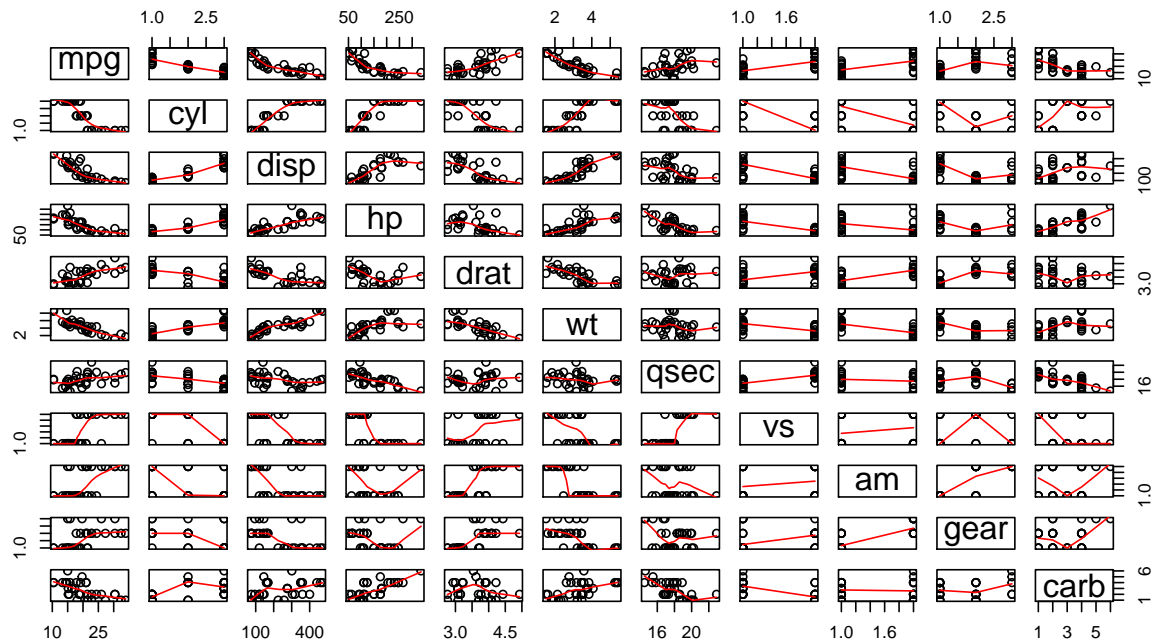 1.0 2.5 50 250 2 4 1.0 1.6 1.0 2.5
mpg 10
1.0 cyl
disp 100
50 hp
drat 3.0
2 wt
qsec 16
1.0 vs
am 1.0
1.0 gear
carb 1 6
10 25 100 400 3.0 4.5 16 20 1.0 1.6 1 3 5